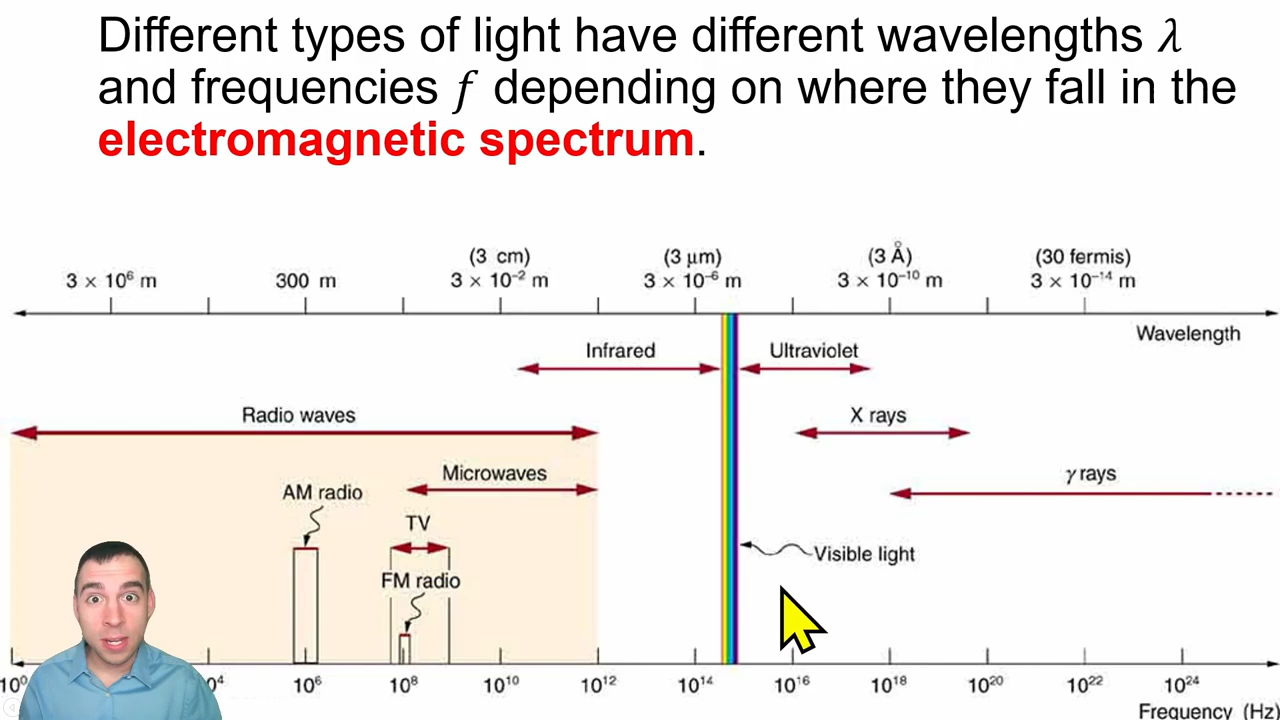 Different types of light have different wavelengths λ
and frequencies f depending on where they fall in the
electromagnetic spectrum.
(3 cm) (3 μm) (3 Å) (30 fermis)
3 × 10⁶ m 300 m 3 × 10⁻² m 3 × 10⁻⁶ m 3 × 10⁻¹⁰ m 3 × 10⁻¹⁴ m
Wavelength
Infrared Ultraviolet
Radio waves X rays
Microwaves γ rays
AM radio
TV
Visible light
FM radio
10⁰ 10⁶ 10⁸ 10¹⁰ 10¹² 10¹⁴ 10¹⁶ 10¹⁸ 10²⁰ 10²² 10²⁴
Frequency (Hz)